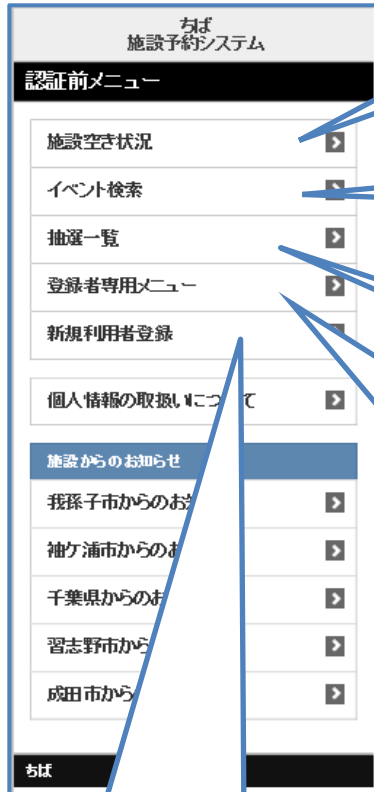 ちば
施設予約システム
認証前メニュー
施設空き状況
イベント検索
抽選一覧
登録者専用メニュー
新規利用者登録
個人情報の取扱いについて
施設からのお知らせ
我孫子市からのお知
袖ケ浦市からのお
千葉県からのお
習志野市から
成田市から
ちば